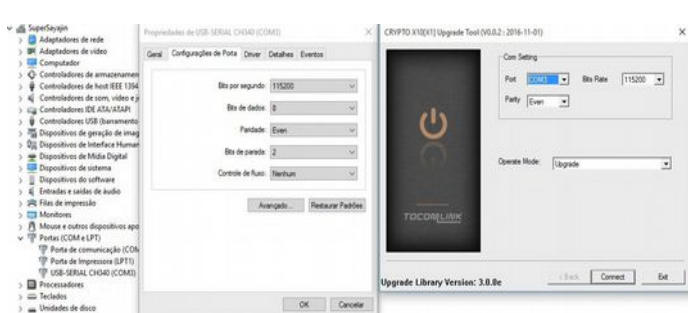 SuperSayajin
Adaptadores de rede
Adaptadores de vídeo
Computador
Controladores de armazenamen
Controladores de host IEEE 1394
Controladores de som, vídeo e j
Controladores IDE ATA/ATAPI
Controladores USB (barramento
Dispositivos de geração de imag
Dispositivos de Interface Human
Dispositivos de Mídia Digital
Dispositivos de sistema
Dispositivos do software
Entradas e saídas de áudio
Filas de impressão
Monitores
Mouse e outros dispositivos apo
Portas (COM e LPT)
Porta de comunicação (COM
Porta de Impressora (LPT1)
USB-SERIAL CH340 (COM3)
Processadores
Teclados
Unidades de disco
Propriedades de USB-SERIAL CH340 (COM3)
Geral Configurações de Porta Driver Detalhes Eventos
Bits por segundo: 115200
Bits de dados: 8
Paridade: Even
Bits de parada: 2
Controle de fluxo: Nenhum
Avançado... Restaurar Padrões
OK Cancelar
CRYPTO X10[X1] Upgrade Tool (V0.0.2 : 2016-11-01)
Com Setting
Port COM3 Bits Rate 115200
Parity Even
Operate Mode: Upgrade
TOCOMLINK
Upgrade Library Version: 3.0.0e
< Back Connect Exit